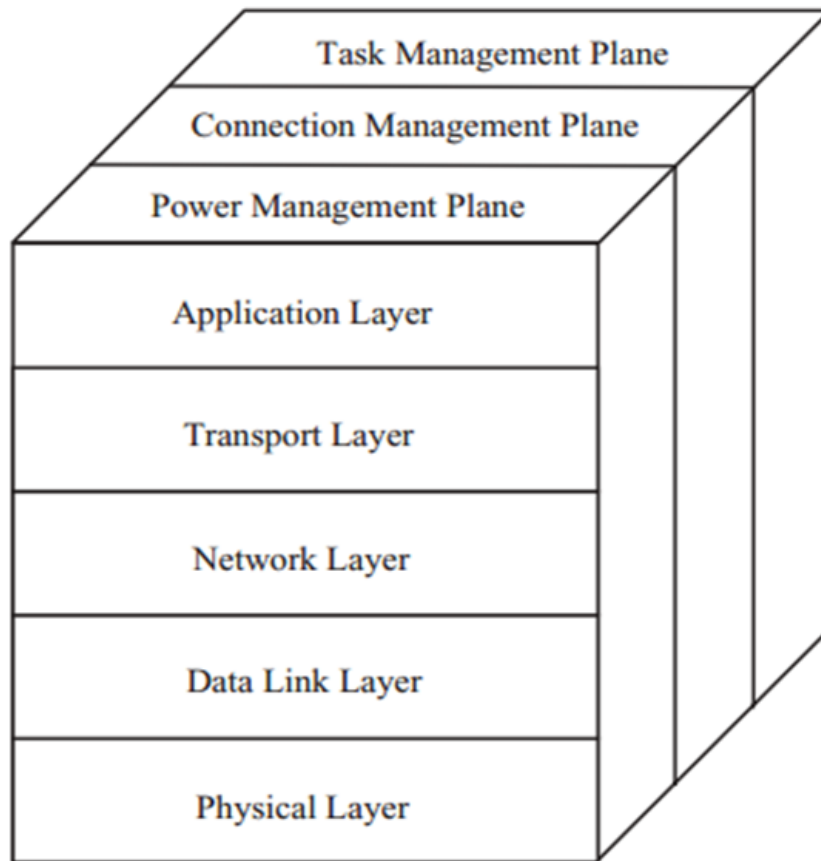 Task Management Plane
Connection Management Plane
Power Management Plane
Application Layer
Transport Layer
Network Layer
Data Link Layer
Physical Layer